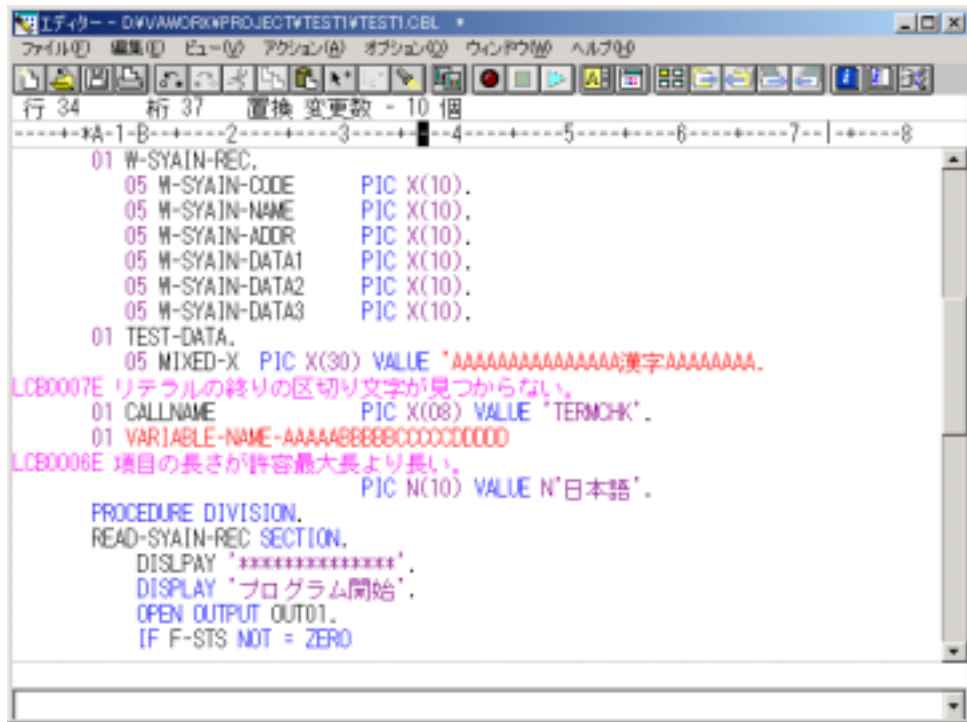 エディター - D:¥VAWORK¥PROJECT¥TEST1¥TEST1.CBL *
ファイル(F) 編集(E) ビュー(V) アクション(A) オプション(O) ウィンドウ(W) ヘルプ(H)
行 34 桁 37 置換 変更数 - 10 個
----+-*A-1-B--+----2----+----3----+----4----+----5----+----6----+----7--|-+----8
01 W-SYAIN-REC.
05 W-SYAIN-CODE PIC X(10).
05 W-SYAIN-NAME PIC X(10).
05 W-SYAIN-ADDR PIC X(10).
05 W-SYAIN-DATA1 PIC X(10).
05 W-SYAIN-DATA2 PIC X(10).
05 W-SYAIN-DATA3 PIC X(10).
01 TEST-DATA.
05 MIXED-X PIC X(30) VALUE 'AAAAAAAAAAAAAAA漢字AAAAAAAA.
LCB0007E リテラルの終りの区切り文字が見つからない。
01 CALLNAME PIC X(08) VALUE 'TERMCHK'.
01 VARIABLE-NAME-AAAAABBBBBCCCCCDDDDD
LCB0006E 項目の長さが許容最大長より長い。
PIC N(10) VALUE N'日本語'.
PROCEDURE DIVISION.
READ-SYAIN-REC SECTION.
DISLPAY '**************'.
DISPLAY 'プログラム開始'.
OPEN OUTPUT OUT01.
IF F-STS NOT = ZERO